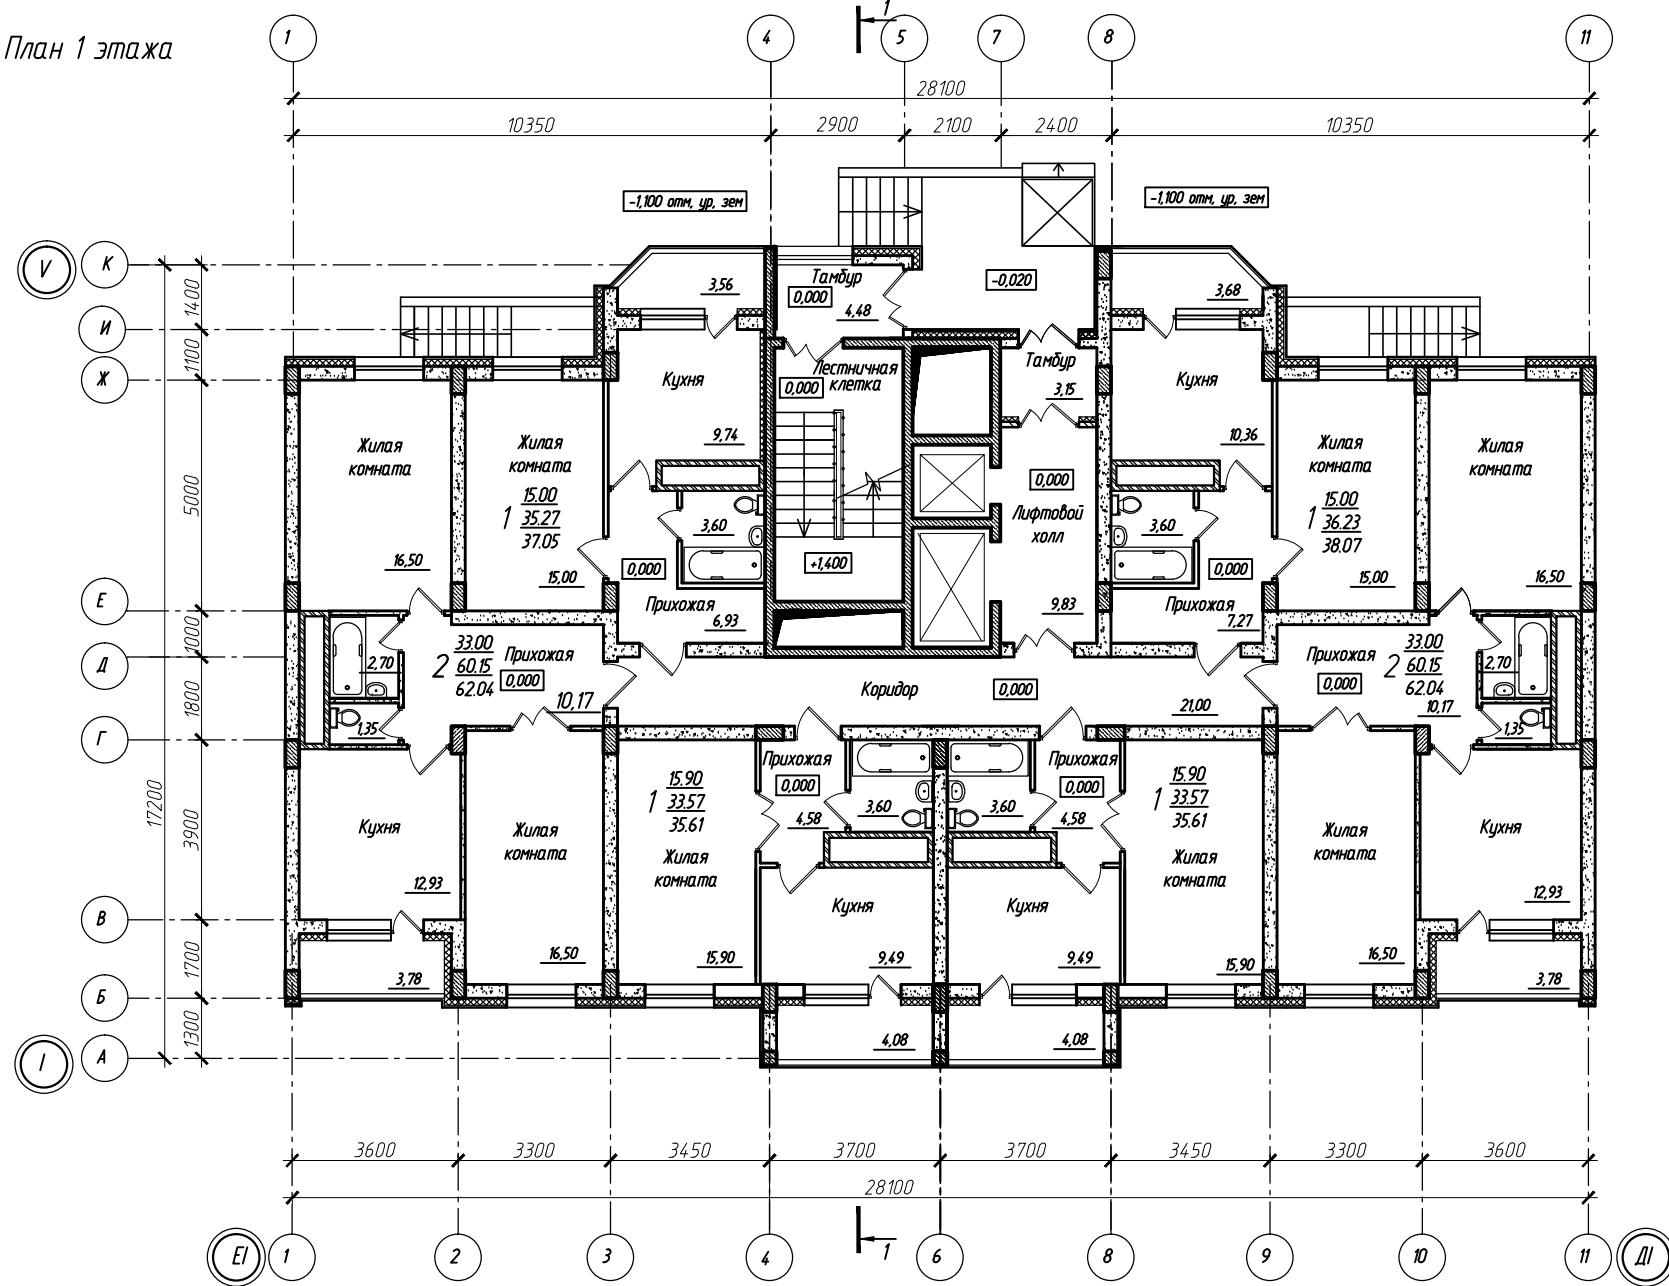 План 1 этажа
1
4
1
5
7
8
11
28100
10350
2900
2100
2400
10350
-1,100 отм, ур, зем
-1,100 отм, ур, зем
V
К
И
Ж
Е
Д
Г
В
Б
А
I
1400
1100
5000
1000
1800
3900
1700
1300
17200
3,56
Тамбур
0,000
4,48
-0,020
3,68
Кухня
9,74
Лестничная
клетка
0,000
Тамбур
3,15
Кухня
10,36
Жилая
комната
16,50
Жилая
комната
1
15.00
35.27
37.05
15,00
3,60
0,000
Прихожая
6,93
+1,400
0,000
Лифтовой
холл
9,83
3,60
0,000
Прихожая
7,27
Жилая
комната
1
15.00
36.23
38.07
15,00
Жилая
комната
16,50
2,70
1,35
2
33.00
60.15
62.04
Прихожая
0,000
10,17
Коридор
0,000
21,00
Прихожая
0,000
2
33.00
60.15
62.04
10,17
2,70
1,35
Кухня
12,93
3,78
Жилая
комната
16,50
1
15.90
33.57
35.61
Жилая
комната
15,90
Прихожая
0,000
4,58
3,60
Кухня
9,49
4,08
3,60
Прихожая
0,000
4,58
Кухня
9,49
4,08
1
15.90
33.57
35.61
Жилая
комната
15,90
Жилая
комната
16,50
Кухня
12,93
3,78
3600
3300
3450
3700
3700
3450
3300
3600
28100
ЕI
1
2
3
4
1
6
8
9
10
11
ДI